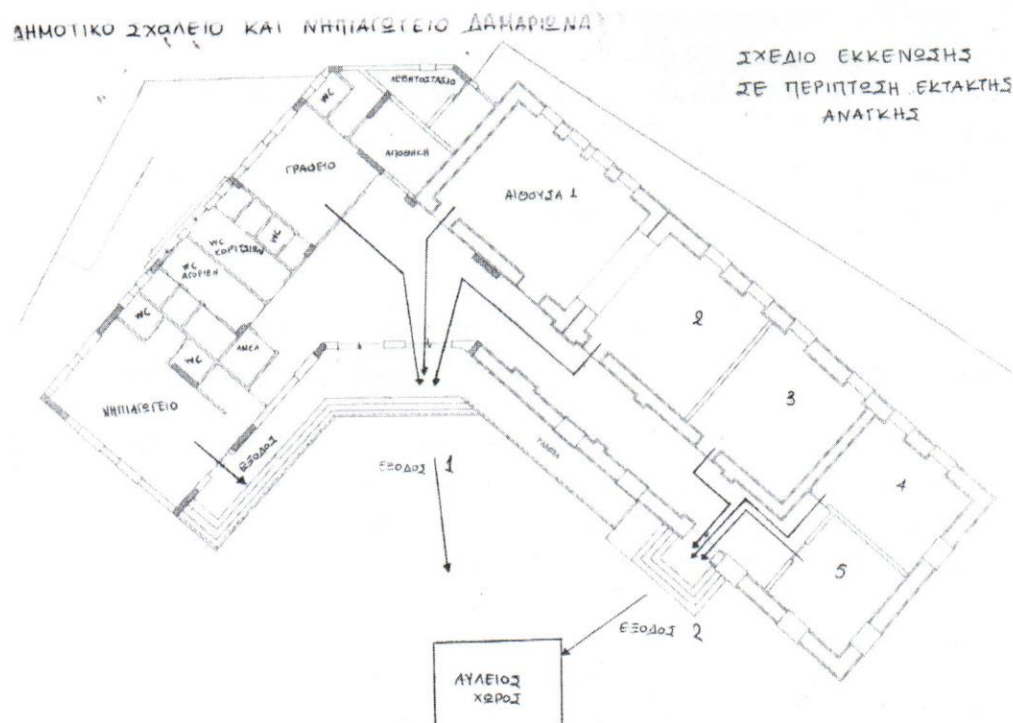 ΔΗΜΟΤΙΚΟ ΣΧΟΛΕΙΟ ΚΑΙ ΝΗΠΙΑΓΩΓΕΙΟ ΔΑΜΑΡΙΩΝΑ
ΣΧΕΔΙΟ ΕΚΚΕΝΩΣΗΣ
ΣΕ ΠΕΡΙΠΤΩΣΗ ΕΚΤΑΚΤΗΣ
ΑΝΑΓΚΗΣ
ΛΕΒΗΤΟΣΤΑΣΙΟ
WC
ΑΠΟΘΗΚΗ
ΓΡΑΦΕΙΟ
ΑΙΘΟΥΣΑ 1
WC
WC
ΚΟΡΙΤΣΙΩΝ
WC
ΑΓΟΡΙΩΝ
WC
WC
ΑΜΕΑ
2
3
4
5
ΝΗΠΙΑΓΩΓΕΙΟ
ΕΞΟΔΟΣ
ΕΞΟΔΟΣ 1
ΡΑΜΠΑ
ΕΞΟΔΟΣ 2
ΑΥΛΕΙΟΣ
ΧΩΡΟΣ